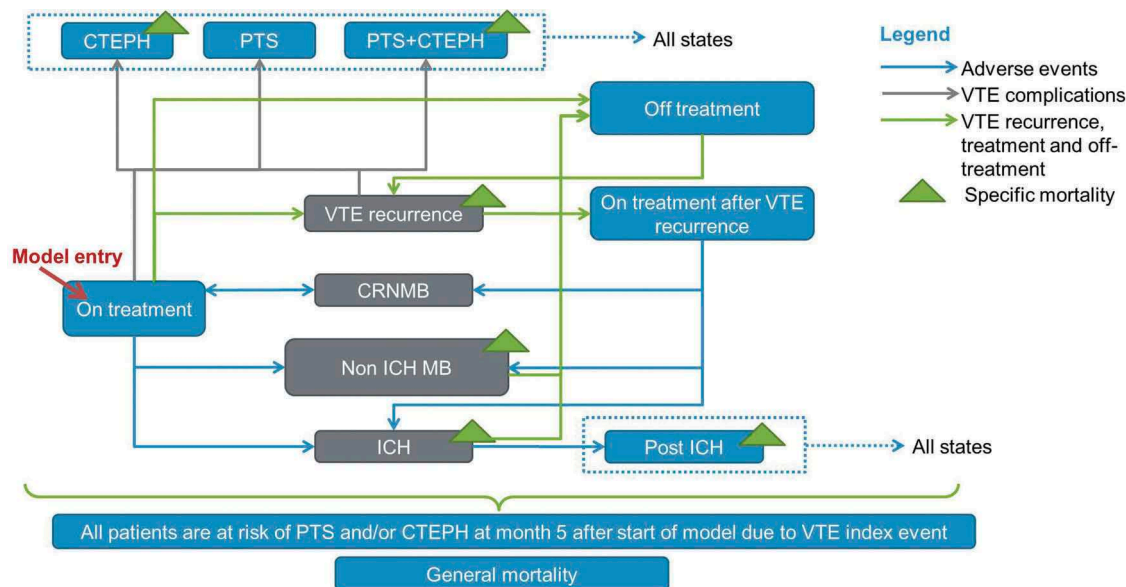 CTEPH
PTS
PTS+CTEPH
All states
Legend
Adverse events
VTE complications
VTE recurrence,
treatment and off-
treatment
Specific mortality
Off treatment
VTE recurrence
On treatment after VTE
recurrence
Model entry
On treatment
CRNMB
Non ICH MB
ICH
Post ICH
All states
All patients are at risk of PTS and/or CTEPH at month 5 after start of model due to VTE index event
General mortality